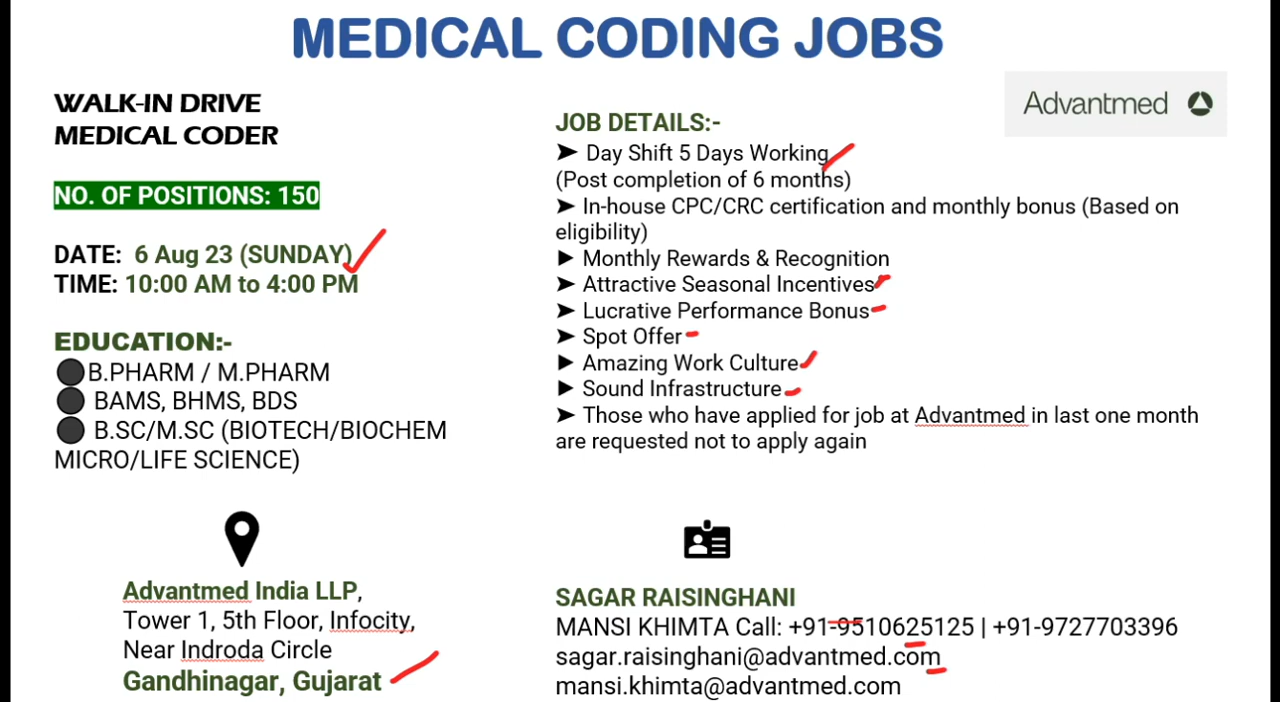 MEDICAL CODING JOBS
WALK-IN DRIVE
MEDICAL CODER
NO. OF POSITIONS: 150
DATE: 6 Aug 23 (SUNDAY)
TIME: 10:00 AM to 4:00 PM
EDUCATION:-
B.PHARM / M.PHARM
BAMS, BHMS, BDS
B.SC/M.SC (BIOTECH/BIOCHEM
MICRO/LIFE SCIENCE)
Advantmed India LLP,
Tower 1, 5th Floor, Infocity,
Near Indroda Circle
Gandhinagar, Gujarat
Advantmed
JOB DETAILS:-
➤ Day Shift 5 Days Working
(Post completion of 6 months)
➤ In-house CPC/CRC certification and monthly bonus (Based on
eligibility)
► Monthly Rewards & Recognition
➤ Attractive Seasonal Incentives
➤ Lucrative Performance Bonus
➤ Spot Offer
► Amazing Work Culture
► Sound Infrastructure
➤ Those who have applied for job at Advantmed in last one month
are requested not to apply again
SAGAR RAISINGHANI
MANSI KHIMTA Call: +91-9510625125 | +91-9727703396
sagar.raisinghani@advantmed.com
mansi.khimta@advantmed.com